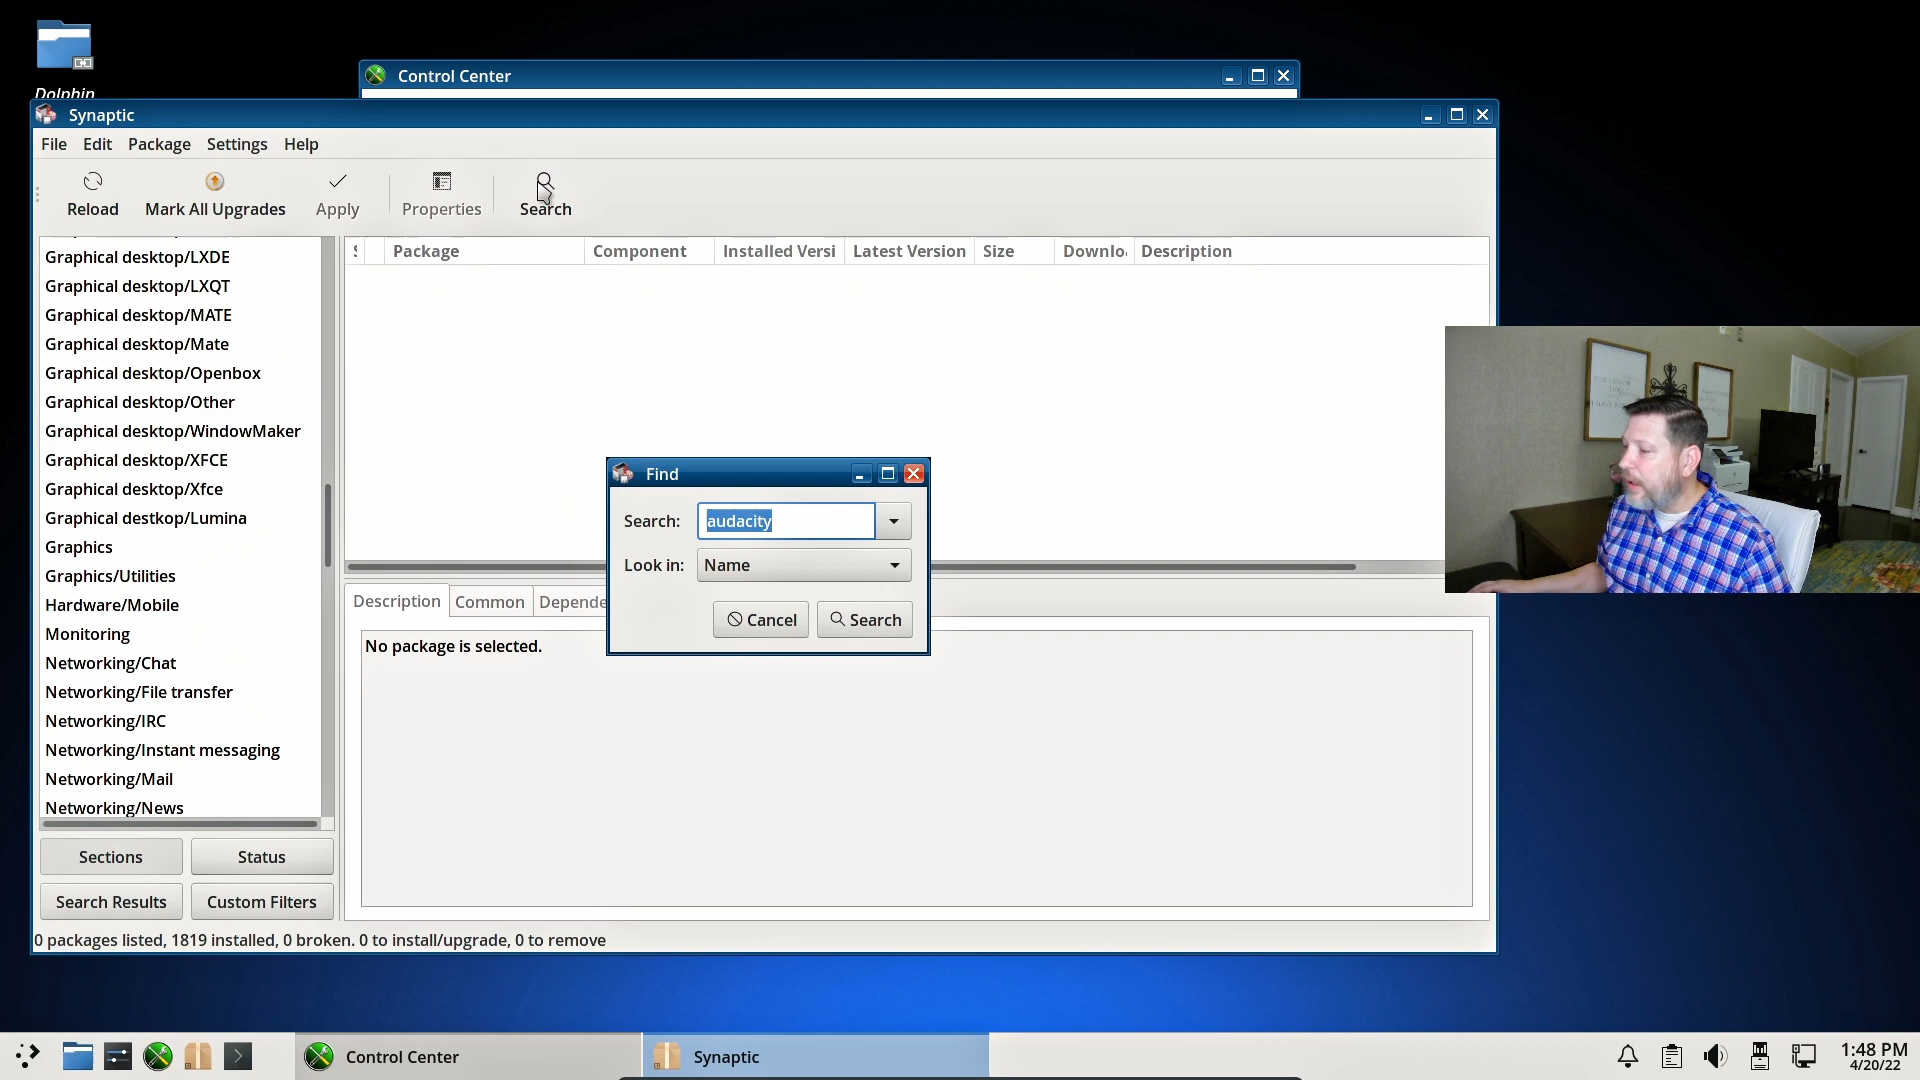 Dolphin
Control Center
Synaptic
File Edit Package Settings Help
Reload Mark All Upgrades Apply Properties Search
Package Component Installed Versi Latest Version Size Downlo Description
Graphical desktop/LXDE
Graphical desktop/LXQT
Graphical desktop/MATE
Graphical desktop/Mate
Graphical desktop/Openbox
Graphical desktop/Other
Graphical desktop/WindowMaker
Graphical desktop/XFCE
Graphical desktop/Xfce
Graphical destkop/Lumina
Graphics
Graphics/Utilities
Hardware/Mobile
Monitoring
Networking/Chat
Networking/File transfer
Networking/IRC
Networking/Instant messaging
Networking/Mail
Networking/News
Sections Status
Search Results Custom Filters
Find
Search: audacity
Look in: Name
Cancel Search
Description Common Depende
No package is selected.
0 packages listed, 1819 installed, 0 broken. 0 to install/upgrade, 0 to remove
Control Center
Synaptic
1:48 PM
4/20/22